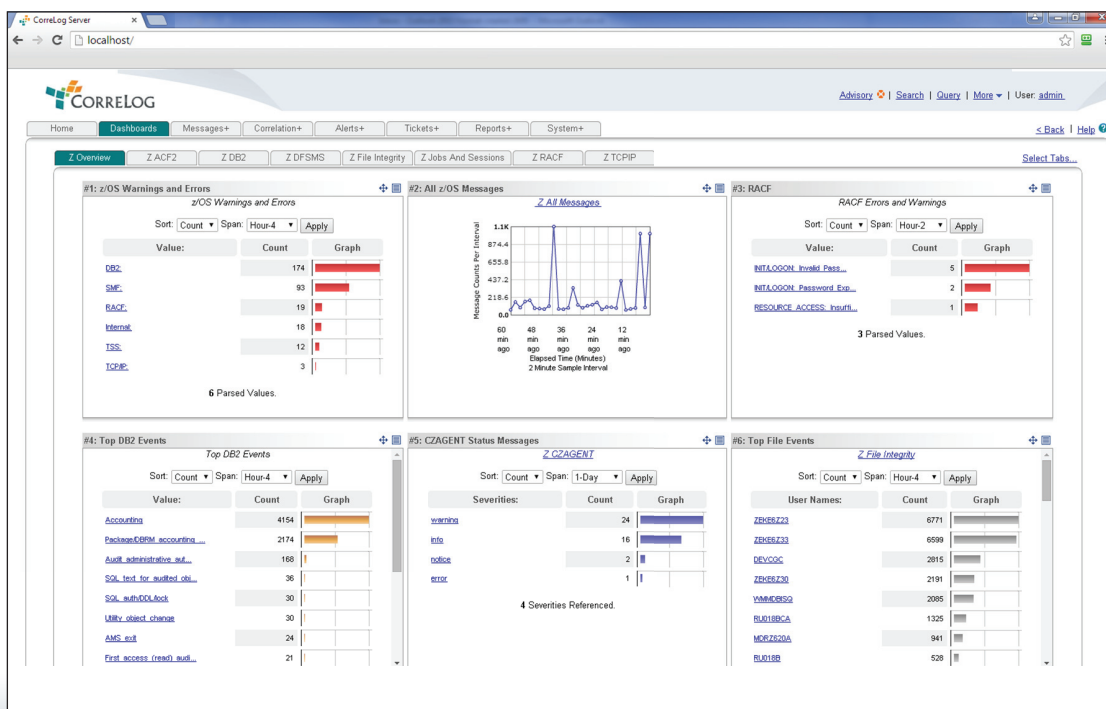 CorreLog Server
localhost/
CORRELOG
Advisory | Search | Query | More | User: admin
Home Dashboards Messages+ Correlation+ Alerts+ Tickets+ Reports+ System+
< Back | Help ?
Z Overview Z ACF2 Z DB2 Z DFSMS Z File Integrity Z Jobs And Sessions Z RACF Z TCPIP
Select Tabs...
#1: z/OS Warnings and Errors
z/OS Warnings and Errors
Sort: Count Span: Hour-4 Apply
Value: Count Graph
DB2: 174
SMF: 93
RACF: 19
Internal: 18
TSS: 12
TCP/IP: 3
6 Parsed Values.
#2: All z/OS Messages
Z All Messages
Message Counts Per Interval
1.1K
874.4
655.8
437.2
218.6
0.0
60 48 36 24 12
min min min min min
ago ago ago ago ago
Elapsed Time (Minutes)
2 Minute Sample Interval
#3: RACF
RACF Errors and Warnings
Sort: Count Span: Hour-2 Apply
Value: Count Graph
INIT/LOGON: Invalid Pass... 5
INIT/LOGON: Password Exp... 2
RESOURCE ACCESS: Insuffi... 1
3 Parsed Values.
#4: Top DB2 Events
Top DB2 Events
Sort: Count Span: Hour-4 Apply
Value: Count Graph
Accounting 4154
Package/DBRM accounting ... 2174
Audit administrative aut... 168
SQL text for audited obj... 36
SQL auth/DDL/lock 30
Utility object change 30
AMS exit 24
First access (read) audi... 21
#5: CZAGENT Status Messages
Z CZAGENT
Sort: Count Span: 1-Day Apply
Severities: Count Graph
warning 24
info 16
notice 2
error 1
4 Severities Referenced.
#6: Top File Events
Z File Integrity
Sort: Count Span: Hour-4 Apply
User Names: Count Graph
ZEKE6Z23 6771
ZEKE6Z33 6599
DEVCGC 2815
ZEKE6Z30 2191
WMMDBISQ 2085
RU018BCA 1325
MDRZ620A 941
RU018B 528